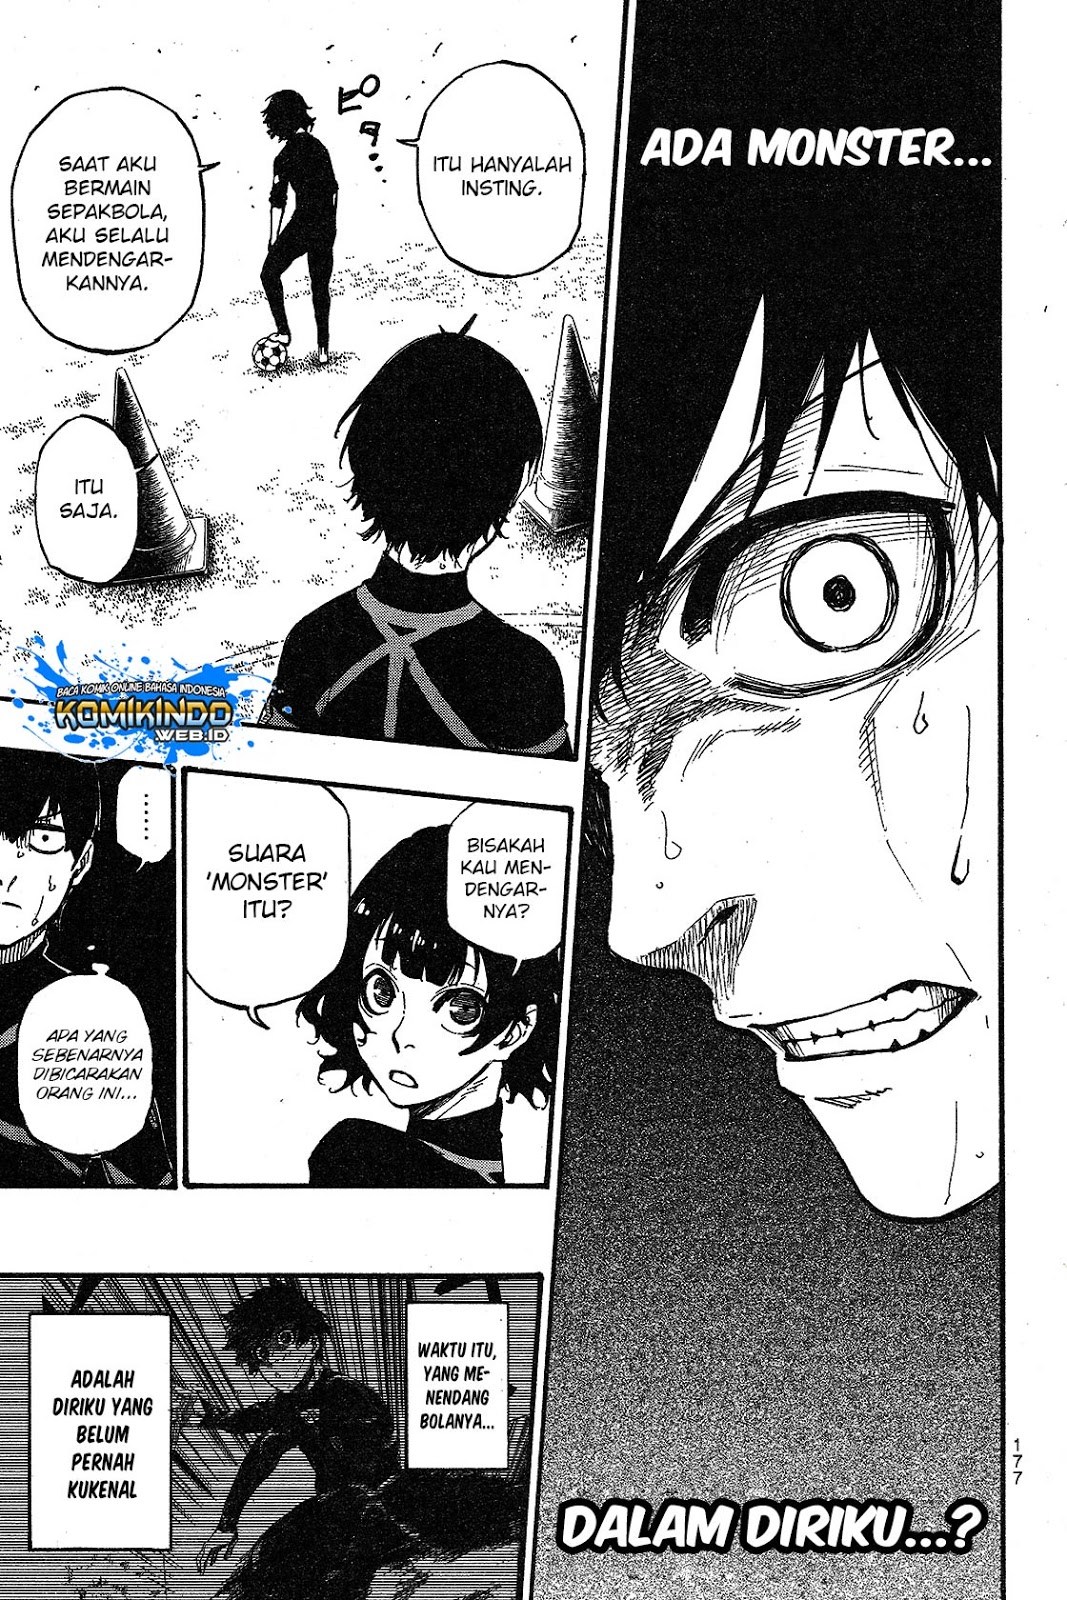 ADA MONSTER...
DALAM DIRIKU...?
ピ
タ...
ITU HANYALAH
INSTING.
SAAT AKU
BERMAIN
SEPAKBOLA,
AKU SELALU
MENDENGAR-
KANNYA.
ITU
SAJA.
BACA KOMIK ONLINE BAHASA INDONESIA
KOMIKINDO
WEB.ID
BISAKAH
KAU MEN-
DENGAR-
NYA?
SUARA
'MONSTER'
ITU?
......
APA YANG
SEBENARNYA
DIBICARAKAN
ORANG INI...
WAKTU ITU,
YANG ME-
NENDANG
BOLANYA...
ADALAH
DIRIKU YANG
BELUM
PERNAH
KUKENAL
177